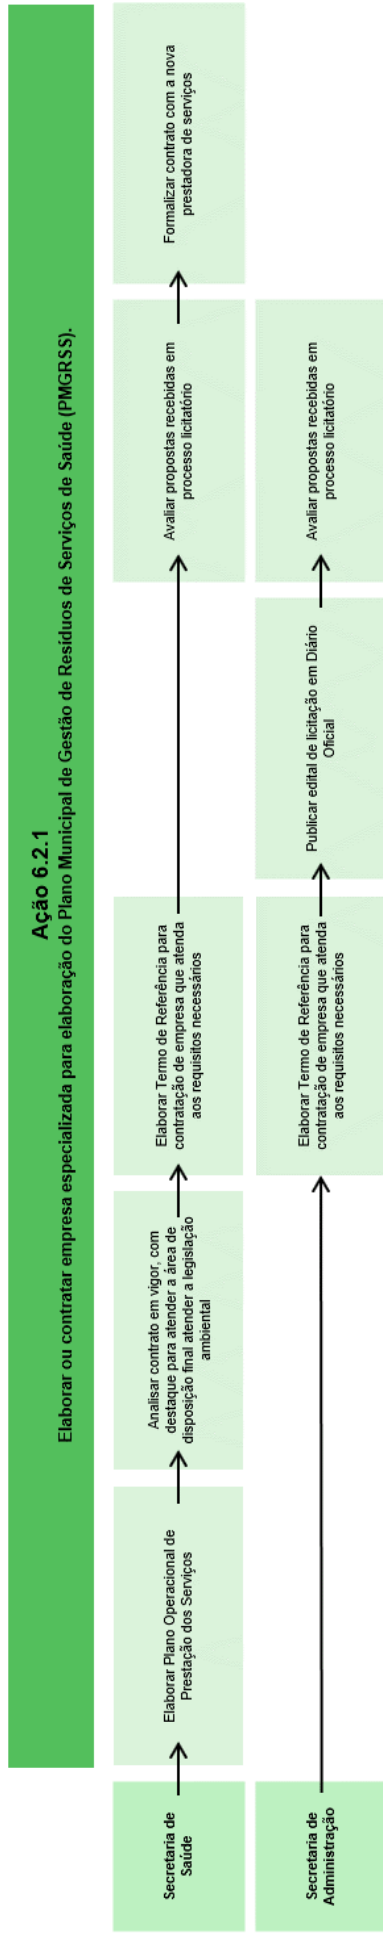 Ação 6.2.1
Elaborar ou contratar empresa especializada para elaboração do Plano Municipal de Gestão de Resíduos de Serviços de Saúde (PMGRSS).
Secretaria de
Saúde
Elaborar Plano Operacional de
Prestação dos Serviços
Analisar contrato em vigor, com
destaque para atender a área de
disposição final atender a legislação
ambiental
Elaborar Termo de Referência para
contratação de empresa que atenda
aos requisitos necessários
Avaliar propostas recebidas em
processo licitatório
Formalizar contrato com a nova
prestadora de serviços
Secretaria de
Administração
Elaborar Termo de Referência para
contratação de empresa que atenda
aos requisitos necessários
Publicar edital de licitação em Diário
Oficial
Avaliar propostas recebidas em
processo licitatório